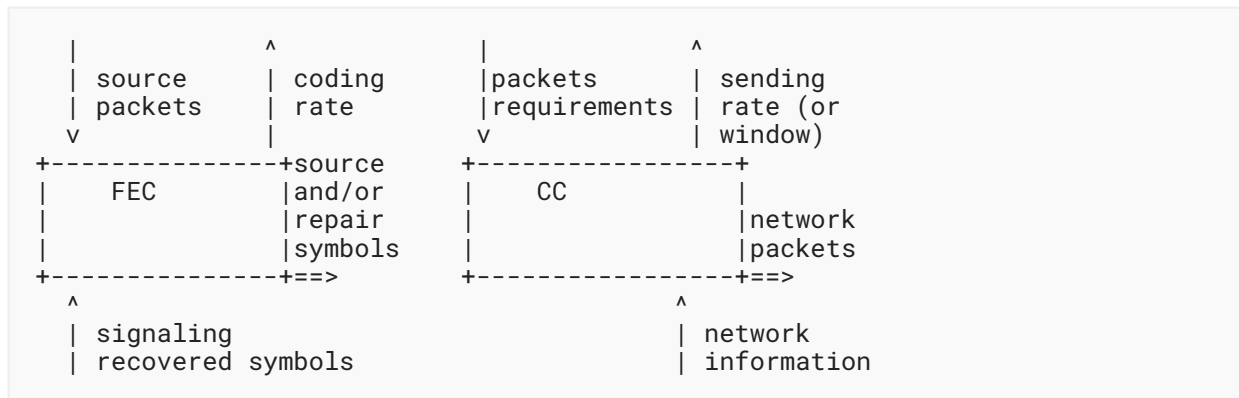 |               ^                |                ^
  | source        | coding         |packets         | sending
  | packets       | rate           |requirements    | rate (or
  v               |                v                | window)
+---------------+source      +-----------------+
|    FEC        |and/or      |    CC           |
|               |repair      |                 |network
|               |symbols     |                 |packets
+---------------+==>         +-----------------+==>
  ^                                         ^
  | signaling                               | network
  | recovered symbols                       | information